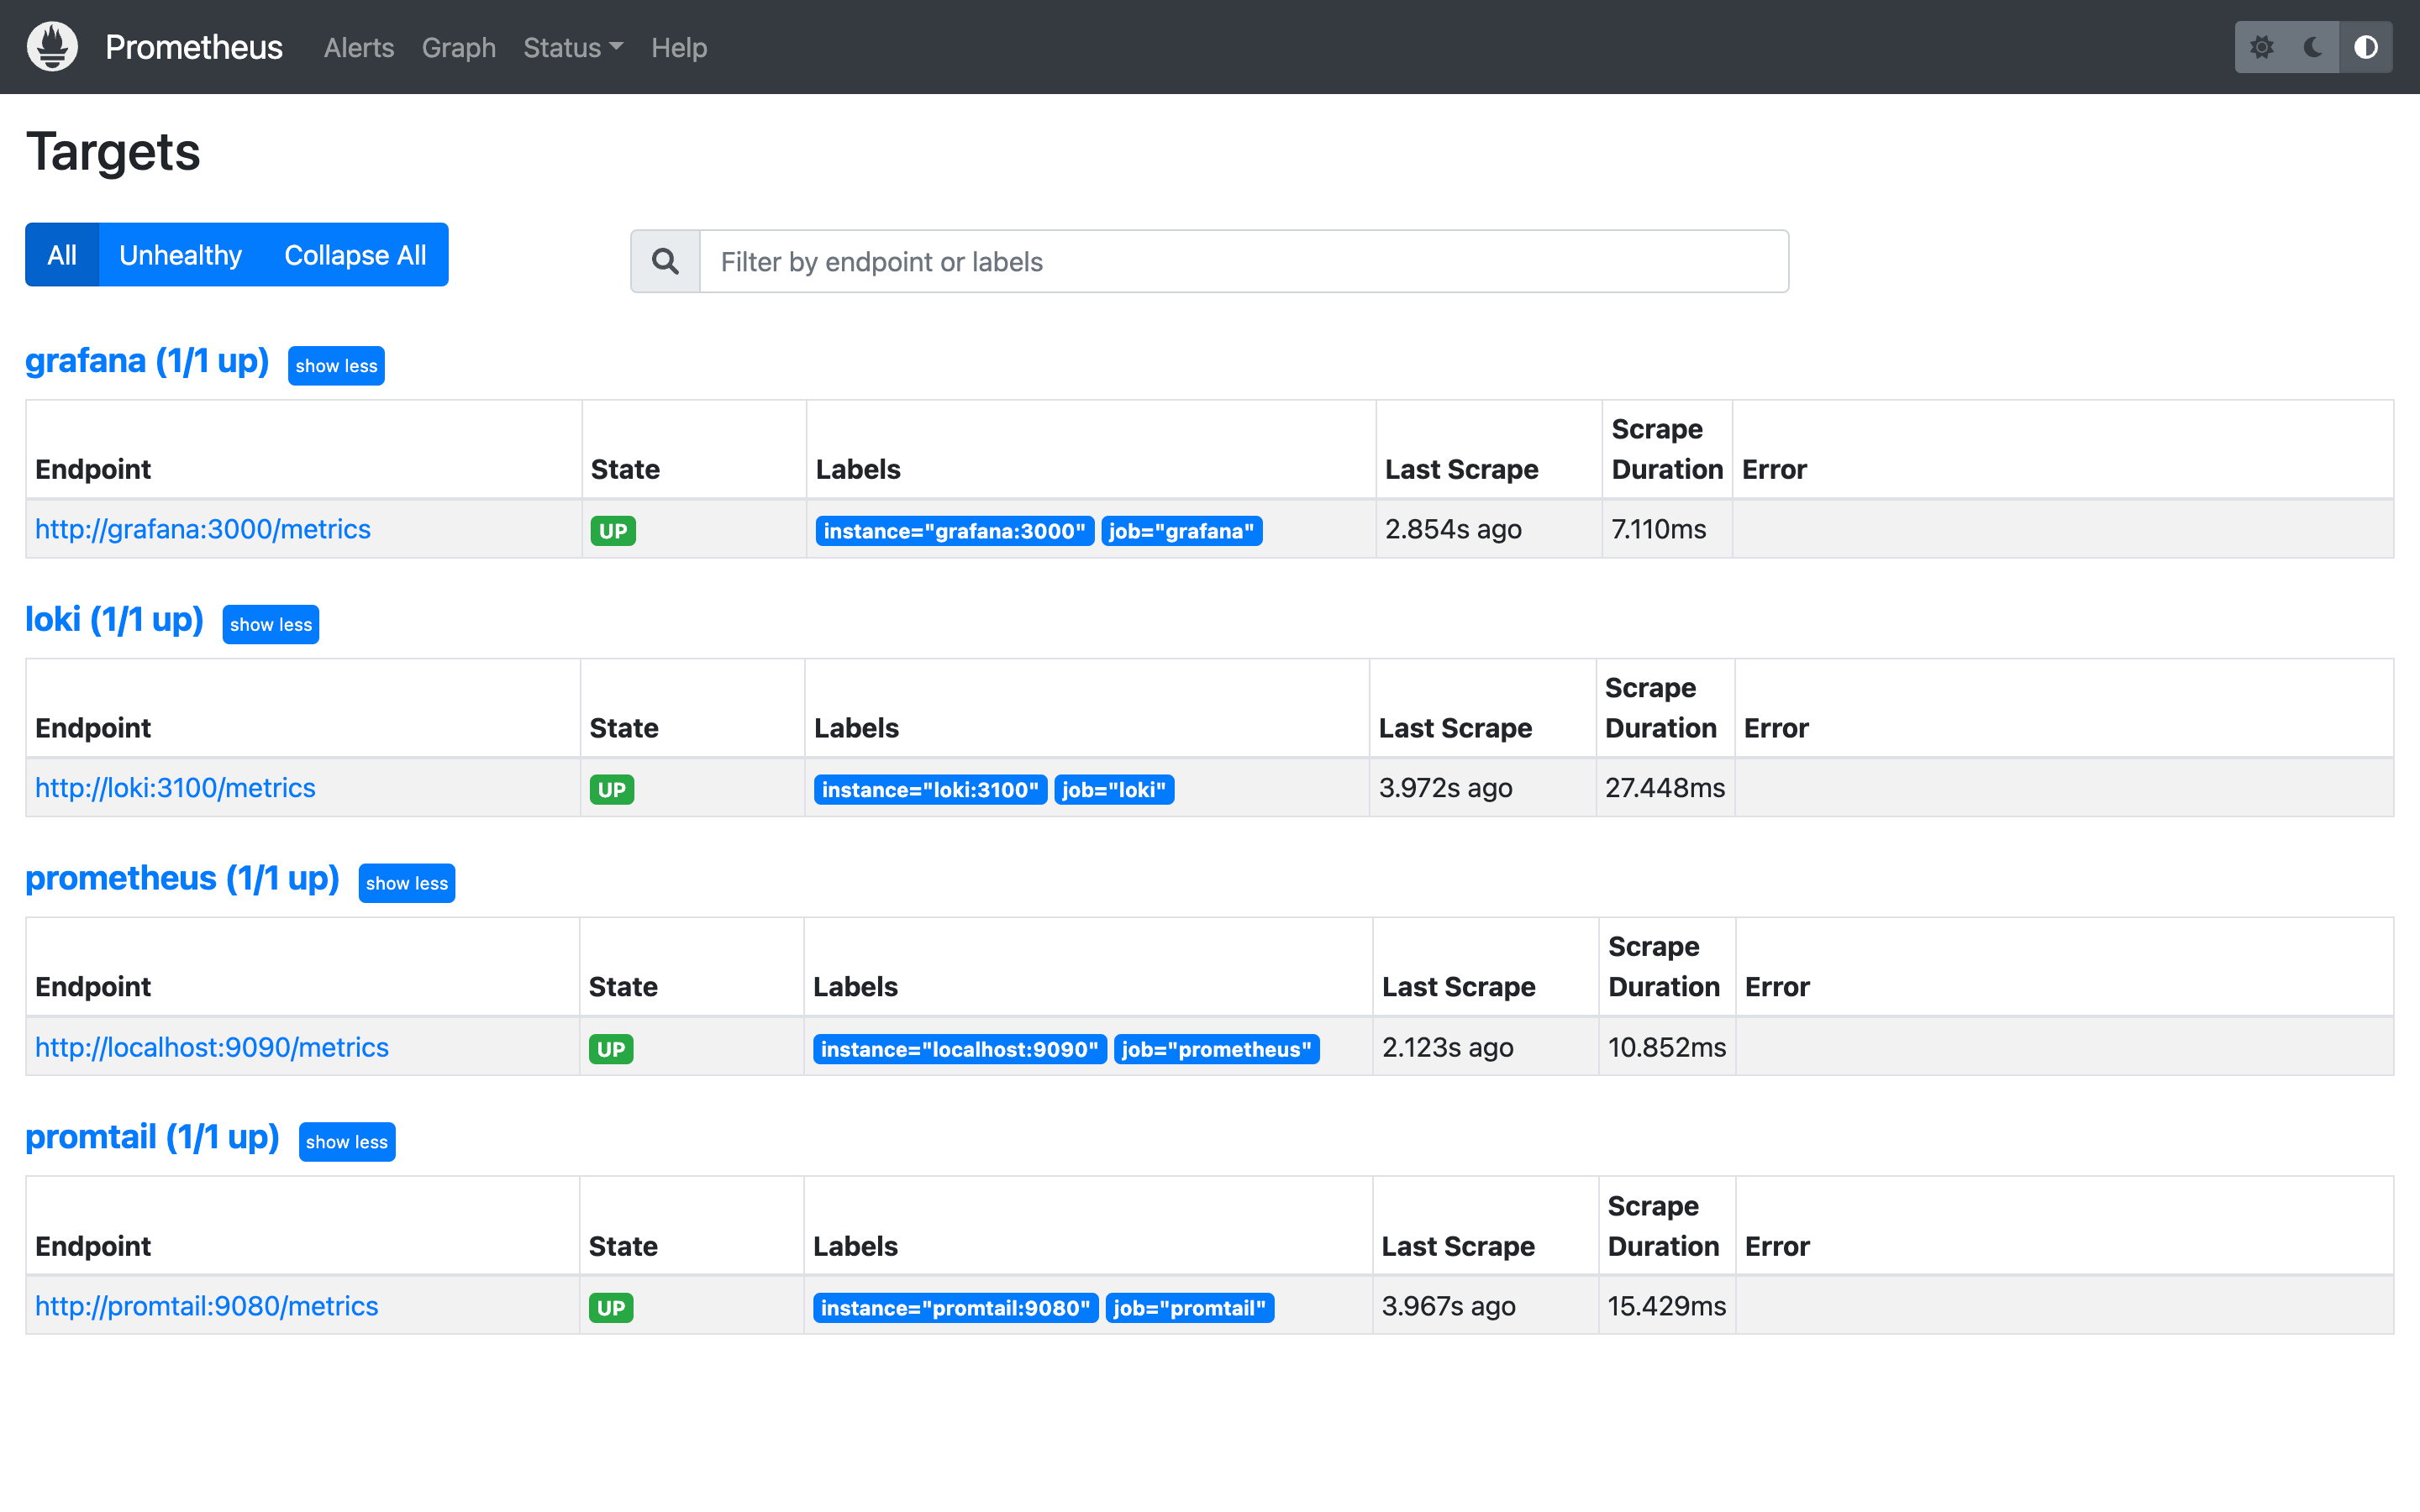 Prometheus Alerts Graph Status Help
Targets
All Unhealthy Collapse All
Filter by endpoint or labels
grafana (1/1 up) show less
Endpoint State Labels Last Scrape Scrape Duration Error
http://grafana:3000/metrics UP instance="grafana:3000" job="grafana" 2.854s ago 7.110ms
loki (1/1 up) show less
Endpoint State Labels Last Scrape Scrape Duration Error
http://loki:3100/metrics UP instance="loki:3100" job="loki" 3.972s ago 27.448ms
prometheus (1/1 up) show less
Endpoint State Labels Last Scrape Scrape Duration Error
http://localhost:9090/metrics UP instance="localhost:9090" job="prometheus" 2.123s ago 10.852ms
promtail (1/1 up) show less
Endpoint State Labels Last Scrape Scrape Duration Error
http://promtail:9080/metrics UP instance="promtail:9080" job="promtail" 3.967s ago 15.429ms